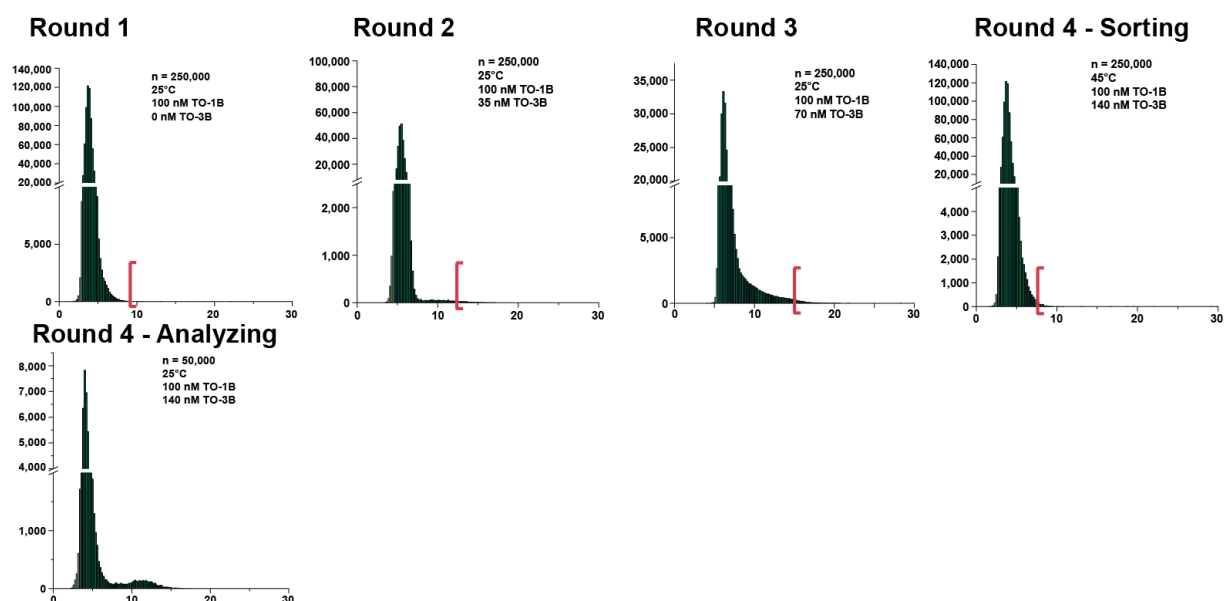 Round 1
n = 250,000
25°C
100 nM TO-1B
0 nM TO-3B
140,000
120,000
100,000
80,000
60,000
40,000
20,000
5,000
0
0 10 20 30
Round 2
n = 250,000
25°C
100 nM TO-1B
35 nM TO-3B
100,000
80,000
60,000
40,000
20,000
2,000
1,000
0
0 10 20 30
Round 3
n = 250,000
25°C
100 nM TO-1B
70 nM TO-3B
35,000
30,000
25,000
20,000
5,000
0
0 10 20 30
Round 4 - Sorting
n = 250,000
45°C
100 nM TO-1B
140 nM TO-3B
140,000
120,000
100,000
80,000
60,000
40,000
20,000
4,000
3,000
2,000
1,000
0
0 10 20 30
Round 4 - Analyzing
n = 50,000
25°C
100 nM TO-1B
140 nM TO-3B
8,000
7,000
6,000
5,000
4,000
1,000
0
0 10 20 30